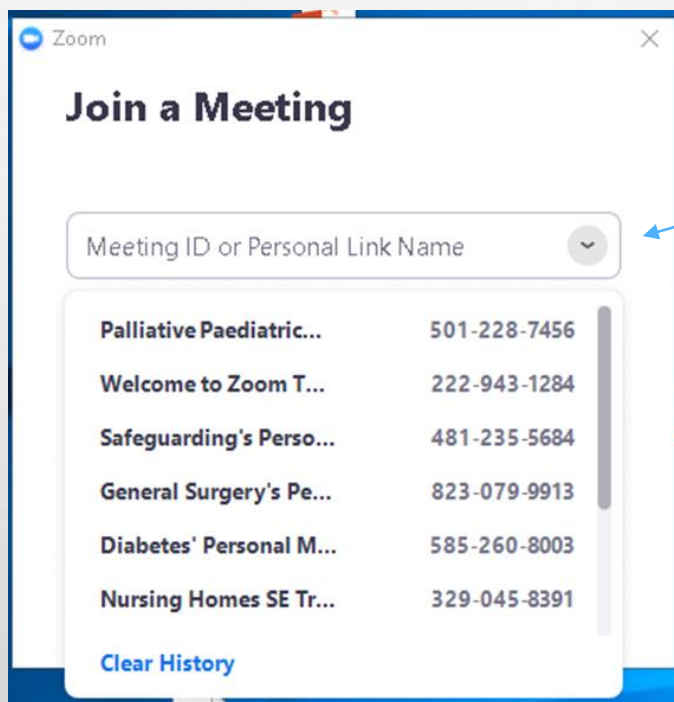 Zoom
Join a Meeting
Meeting ID or Personal Link Name
Palliative Paediatric... 501-228-7456
Welcome to Zoom T... 222-943-1284
Safeguarding's Perso... 481-235-5684
General Surgery's Pe... 823-079-9913
Diabetes' Personal M... 585-260-8003
Nursing Homes SE Tr... 329-045-8391
Clear History